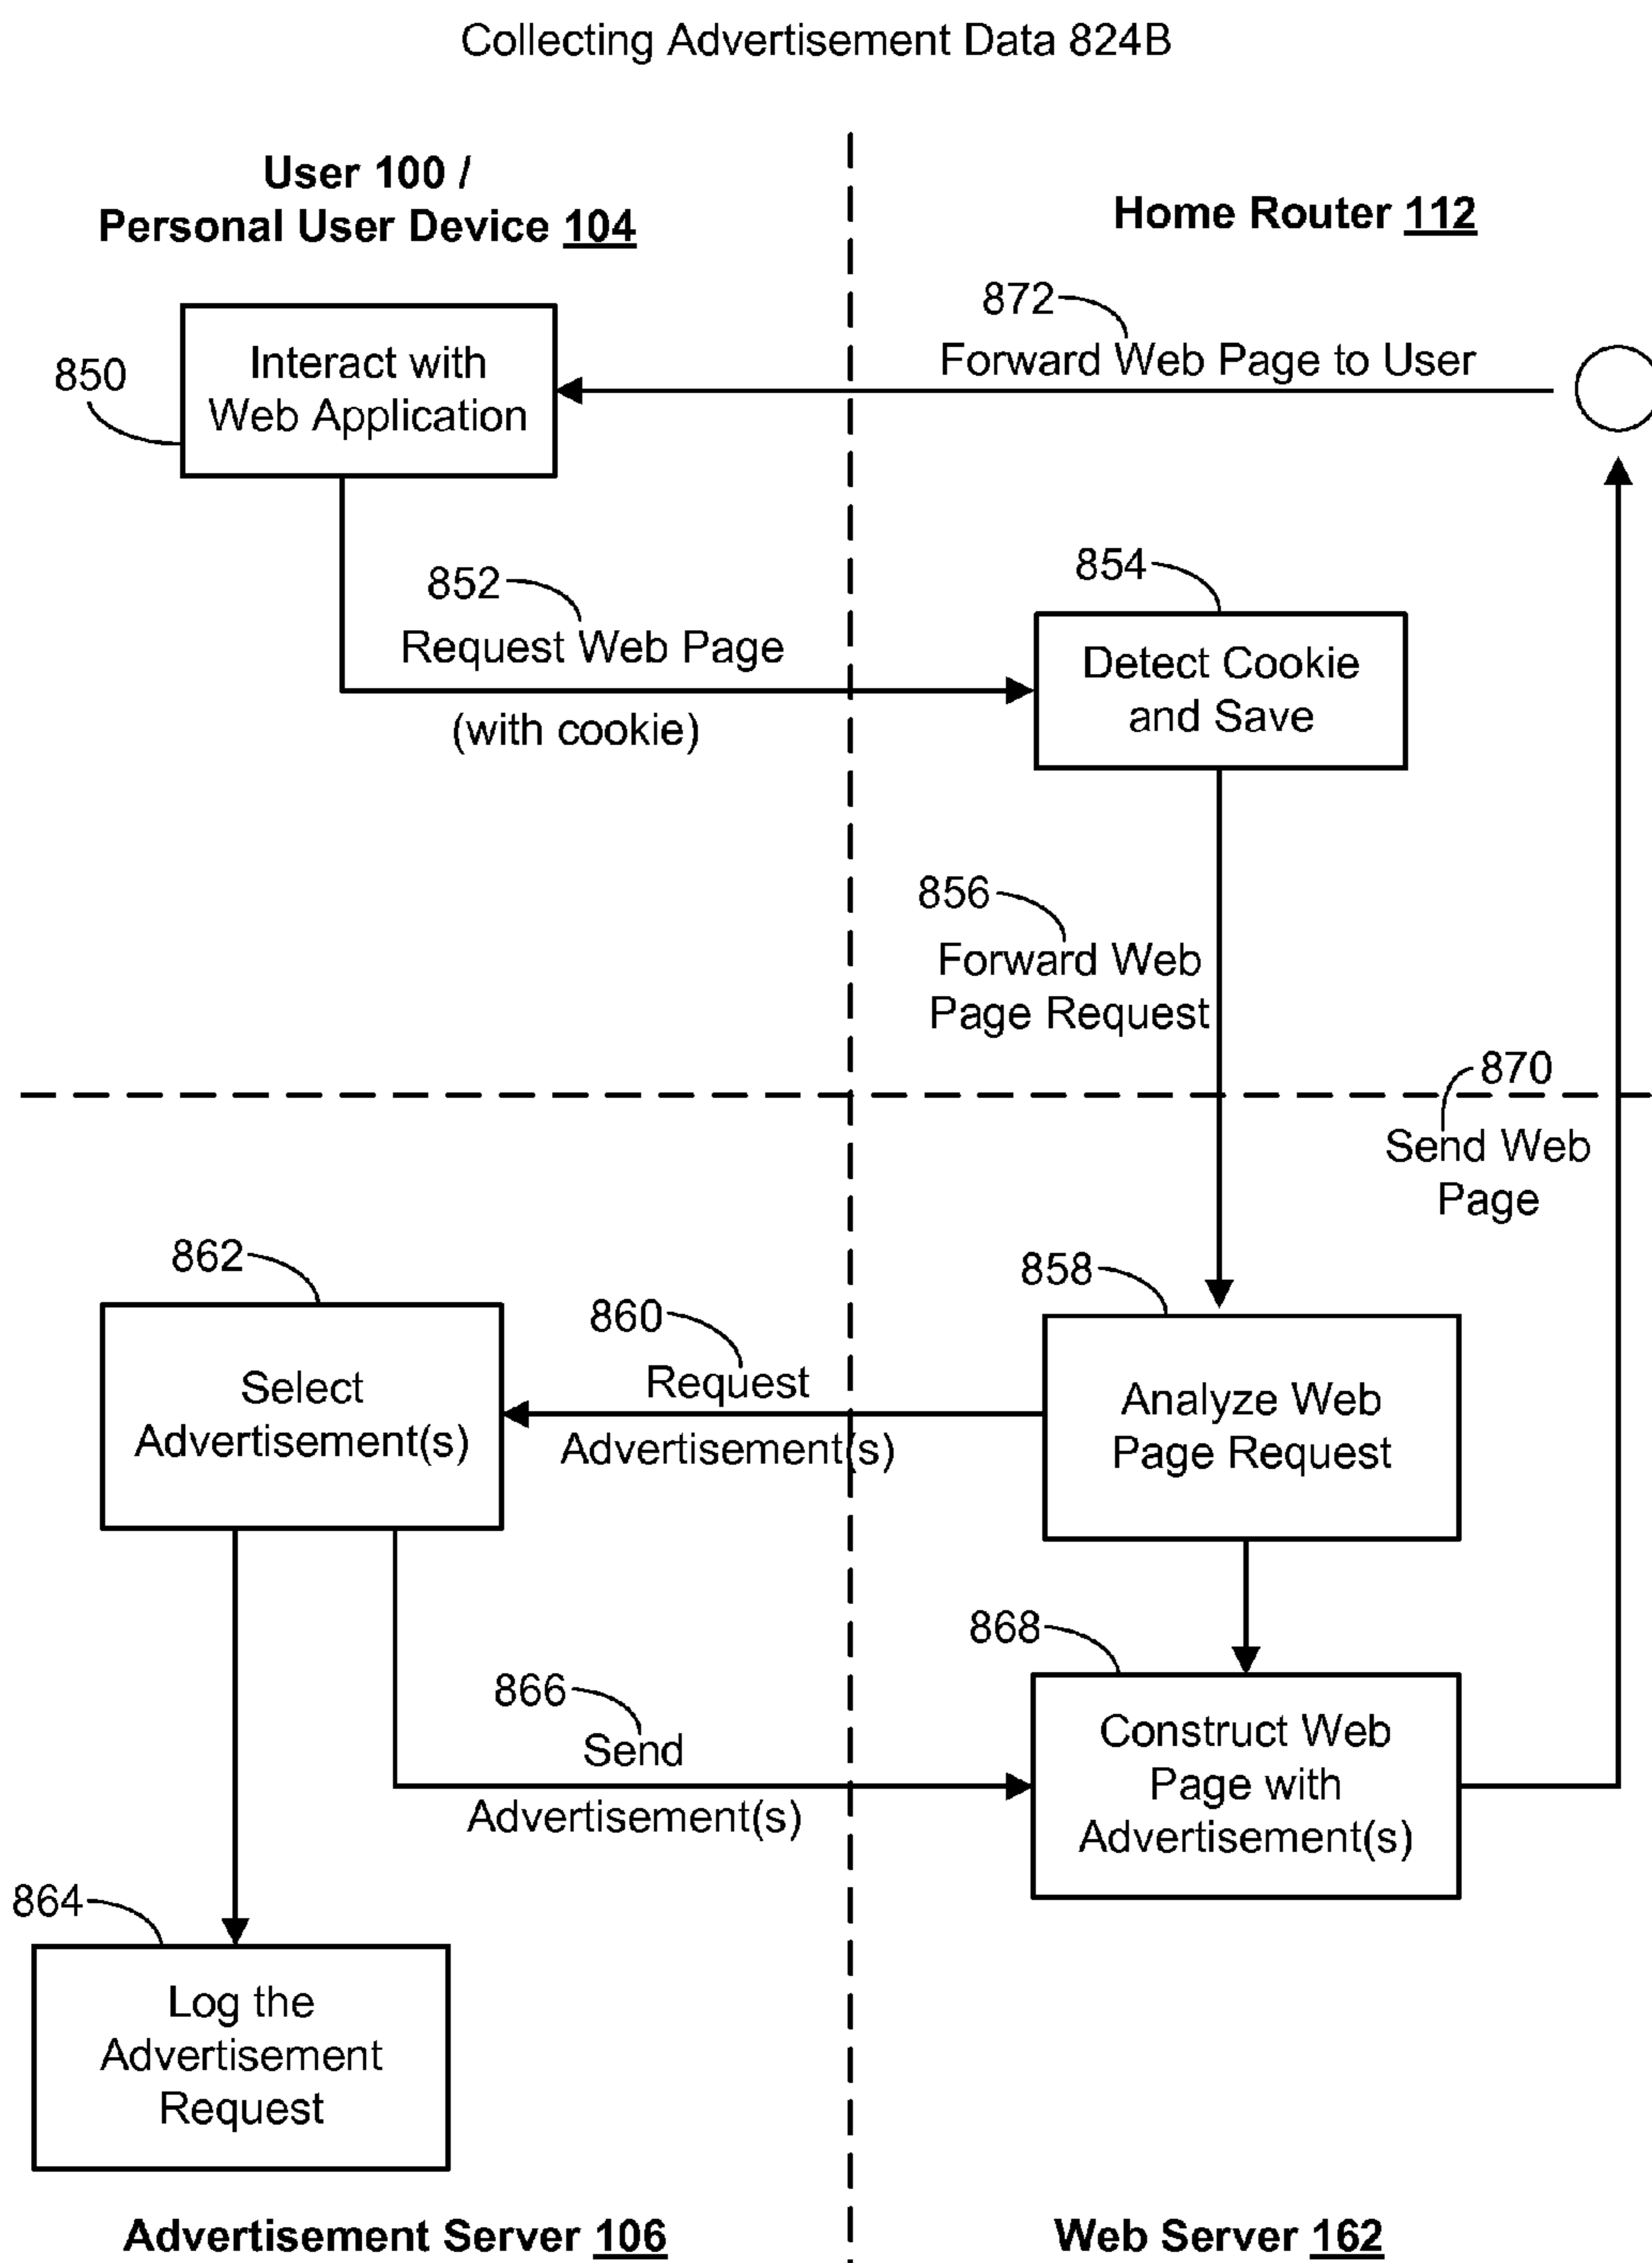 Collecting Advertisement Data 824B
User 100 /
Personal User Device 104
Home Router 112
872
Forward Web Page to User
850
Interact with
Web Application
852
Request Web Page
(with cookie)
854
Detect Cookie
and Save
856
Forward Web
Page Request
870
Send Web
Page
862
Select
Advertisement(s)
860
Request
Advertisement(s)
858
Analyze Web
Page Request
866
Send
Advertisement(s)
868
Construct Web
Page with
Advertisement(s)
864
Log the
Advertisement
Request
Advertisement Server 106
Web Server 162